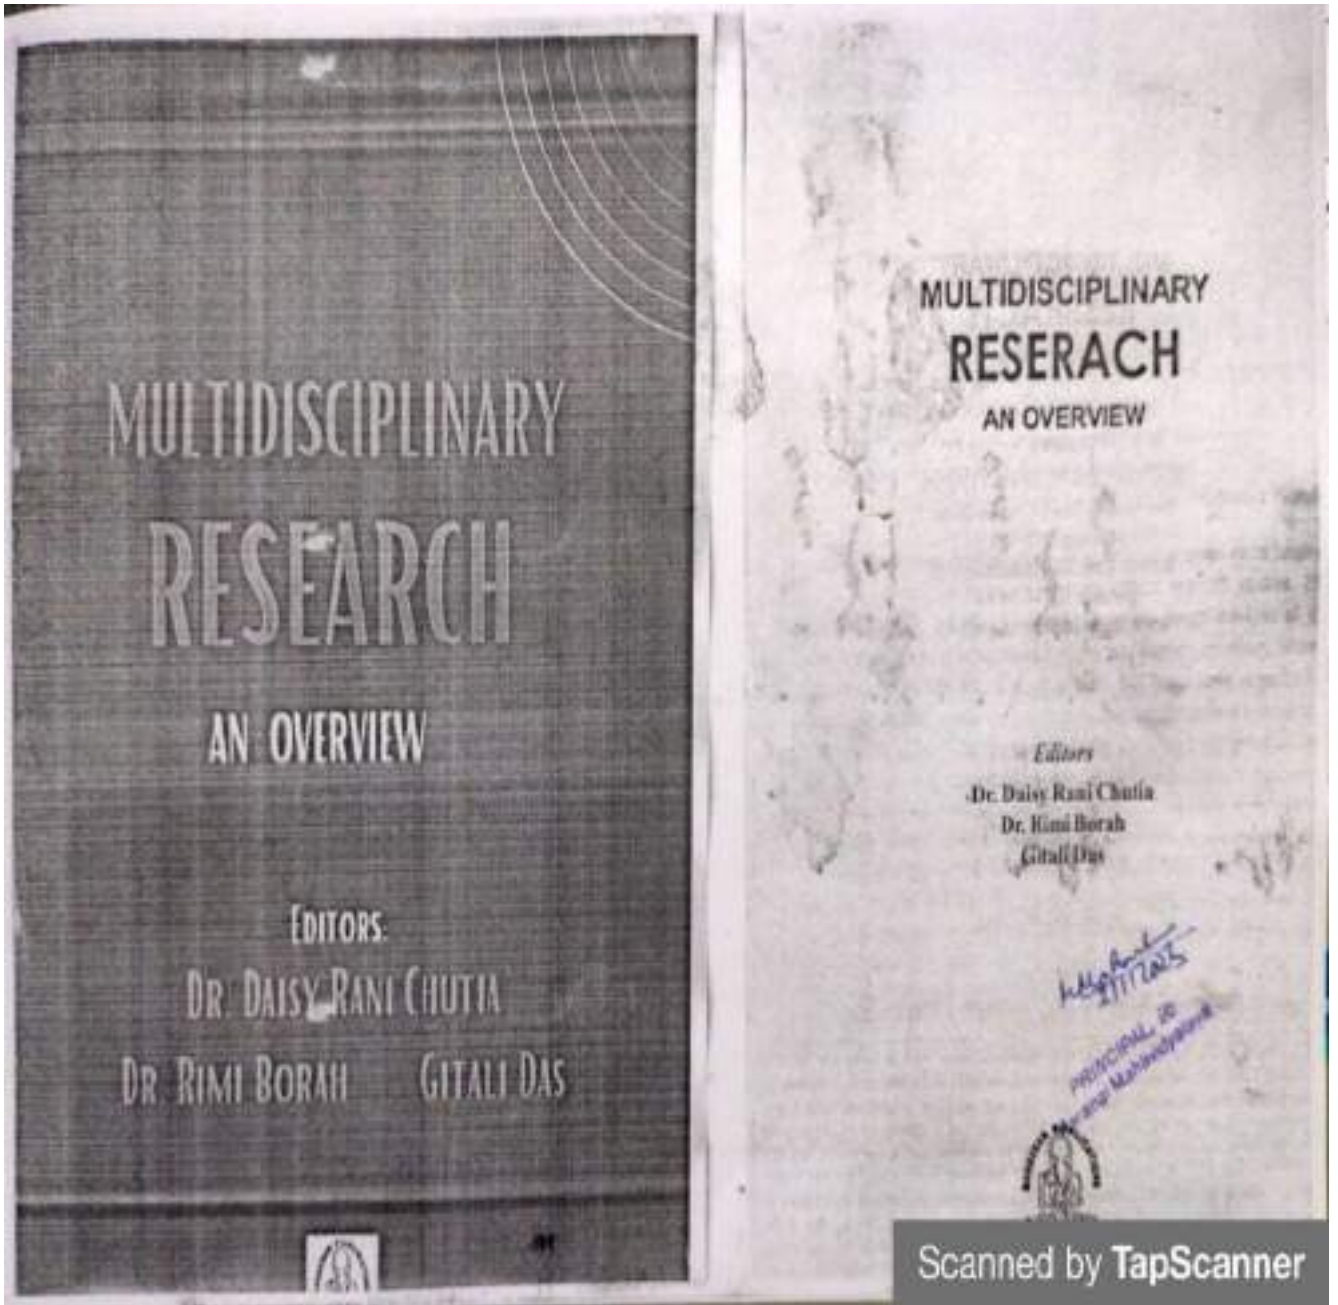 MULTIDISCIPLINARY
RESEARCH
AN OVERVIEW
EDITORS:
DR. DAISY RANI CHUTIA
DR. RIMI BORAH GITALI DAS
MULTIDISCIPLINARY
RESERACH
AN OVERVIEW
Editors
Dr. Daisy Rani Chutia
Dr. Rimi Borah
Gitali Das
PRINCIPAL
Mahavidyalaya
Scanned by TapScanner